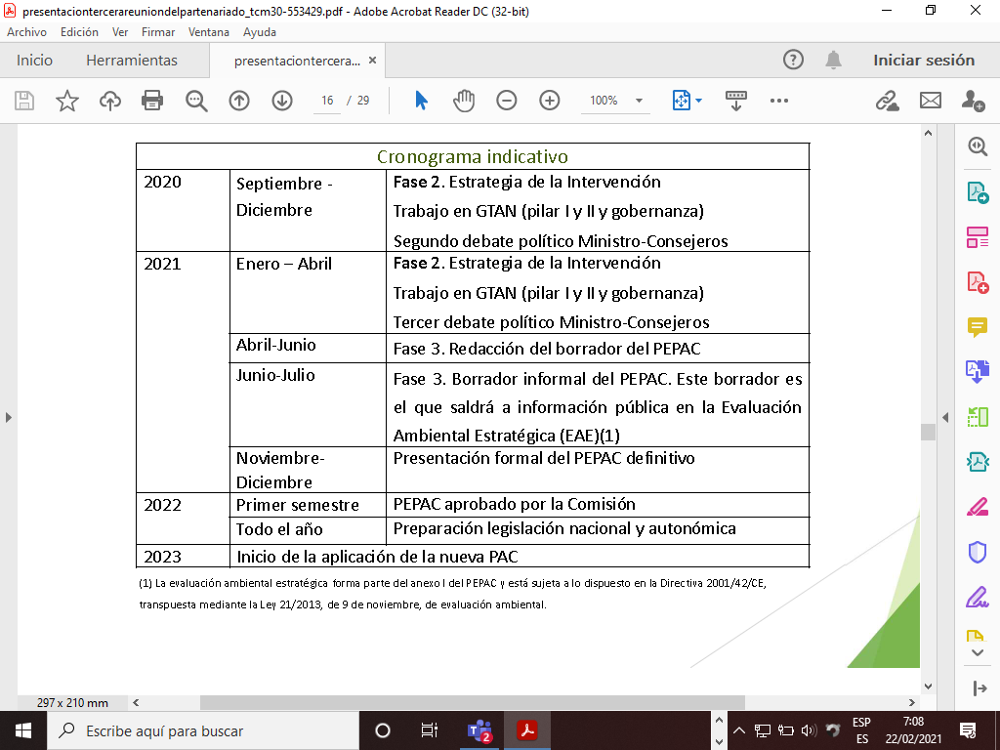 presentaciontercerareuniondelpartenariado_tcm30-553429.pdf - Adobe Acrobat Reader DC (32-bit)
Archivo Edición Ver Firmar Ventana Ayuda
Inicio Herramientas presentaciontercera... × Iniciar sesión
16 / 29 100%
Cronograma indicativo
2020 Septiembre - Fase 2. Estrategia de la Intervención
Diciembre Trabajo en GTAN (pilar I y II y gobernanza)
Segundo debate político Ministro-Consejeros
2021 Enero – Abril Fase 2. Estrategia de la Intervención
Trabajo en GTAN (pilar I y II y gobernanza)
Tercer debate político Ministro-Consejeros
Abril-Junio Fase 3. Redacción del borrador del PEPAC
Junio-Julio Fase 3. Borrador informal del PEPAC. Este borrador es
el que saldrá a información pública en la Evaluación
Ambiental Estratégica (EAE)(1)
Noviembre- Presentación formal del PEPAC definitivo
Diciembre
2022 Primer semestre PEPAC aprobado por la Comisión
Todo el año Preparación legislación nacional y autonómica
2023 Inicio de la aplicación de la nueva PAC
(1) La evaluación ambiental estratégica forma parte del anexo I del PEPAC y está sujeta a lo dispuesto en la Directiva 2001/42/CE,
transpuesta mediante la Ley 21/2013, de 9 de noviembre, de evaluación ambiental.
297 x 210 mm
Escribe aquí para buscar 2 ESP 7:08
ES 22/02/2021